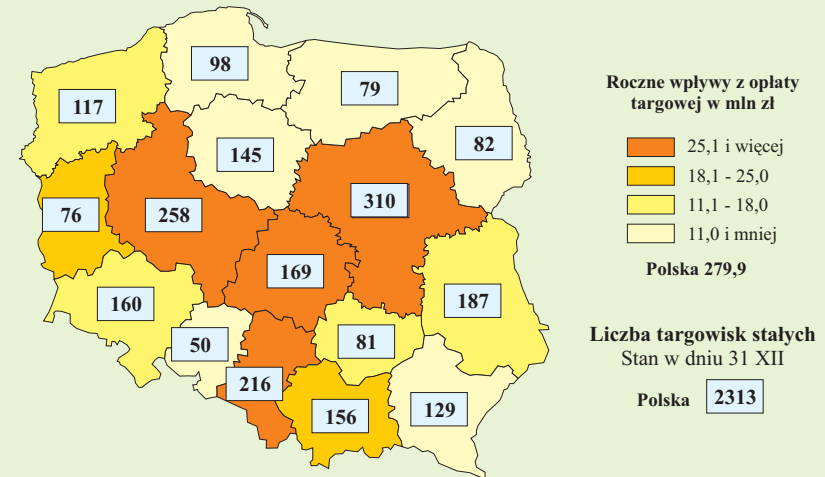 98
79
117
82
145
76
258
310
169
160
187
50
81
216
156
129
Roczne wpływy z opłaty
targowej w mln zł
25,1 i więcej
18,1 - 25,0
11,1 - 18,0
11,0 i mniej
Polska 279,9
Liczba targowisk stałych
Stan w dniu 31 XII
Polska 2313